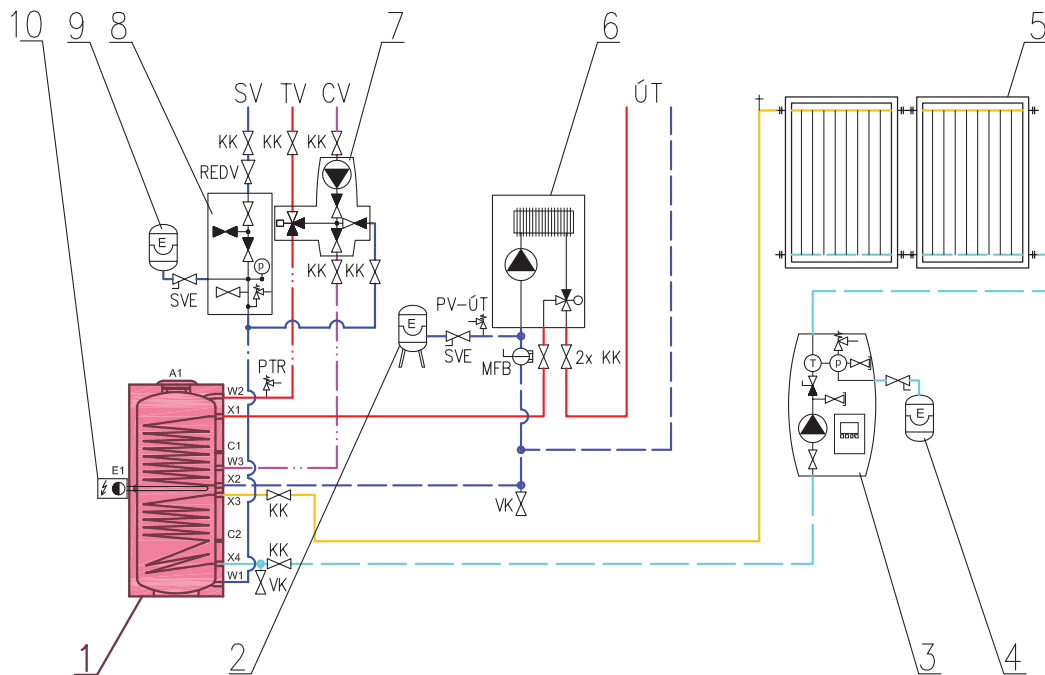 10 9 8 7 6 5
SV TV CV ÚT
KK KK KK
REDV
E
P
SVE
KK KK
PTR
E
PV-ÚT
SVE
MFB
2x KK
T P
E
A1
W2
X1
C1
W3
E1
X2
X3
KK
VK
C2
KK
X4
VK
W1
1 2 3 4